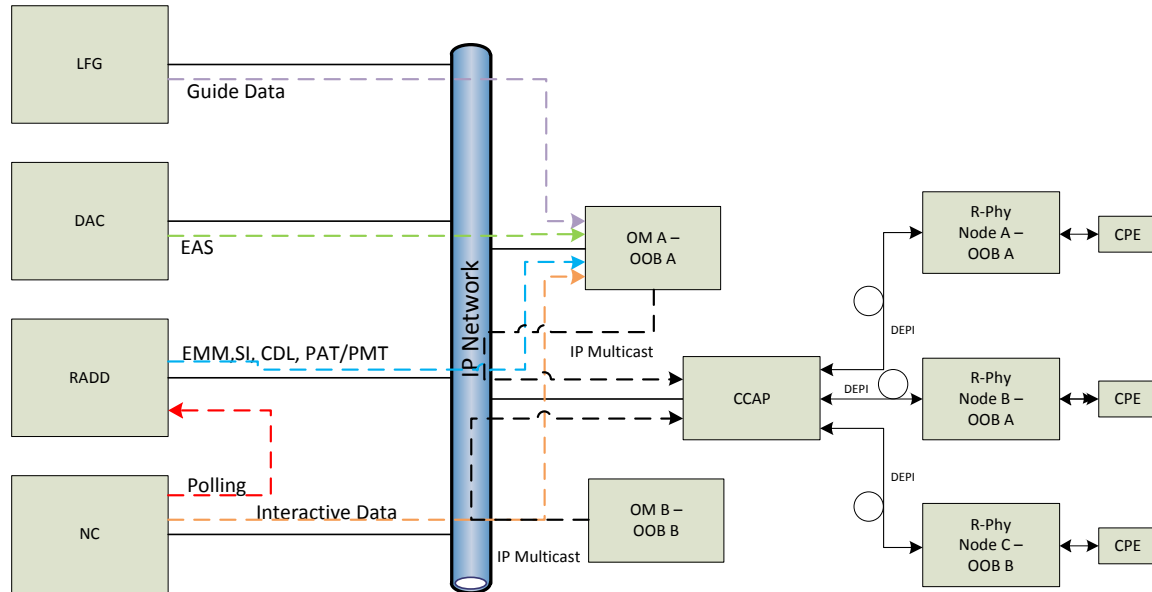 LFG
Guide Data
DAC
EAS
RADD
EMM,SI, CDL, PAT/PMT
NC
Polling
Interactive Data
IP Network
OM A –
OOB A
IP Multicast
CCAP
OM B –
OOB B
IP Multicast
DEPI
DEPI
DEPI
R-Phy
Node A –
OOB A
CPE
R-Phy
Node B –
OOB A
CPE
R-Phy
Node C –
OOB B
CPE